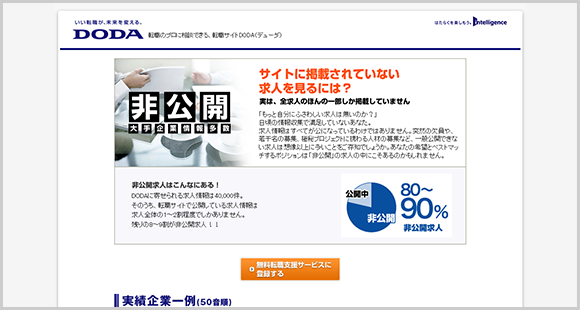 いい転職が、未来を変える。
DODA 転職のプロに相談できる、転職サイトDODA〈デューダ〉
はたらくを楽しもう。
Intelligence
非公開
大手企業情報多数
サイトに掲載されていない
求人を見るには？
実は、全求人のほんの一部しか掲載していません
「もっと自分にふさわしい求人は無いのか？」
日頃の情報収集で満足していないあなた。
求人情報はすべてが公になっているわけではありません。突然の欠員や、
若干名の募集、極秘プロジェクトに携わる人材の募集など、一般公開できな
い求人は想像以上に多いことをご存知でしょうか。あなたの希望とベストマッ
チするポジションは「非公開」の求人の中にこそあるのかもしれません。
非公開求人はこんなにある！
DODAに寄せられる求人情報は40,000件。
そのうち、転職サイトで公開している求人情報は
求人全体の1～2割程度でしかありません。
残りの8～9割が非公開求人！！
公開中
非公開
80～
90%
非公開求人
無料転職支援サービスに
登録する
実績企業一例(50音順)